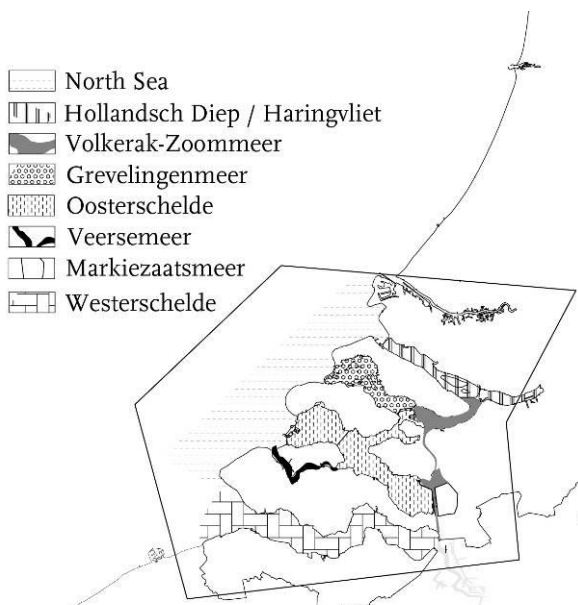 North Sea
Hollandsch Diep / Haringvliet
Volkerak-Zoommeer
Grevelingenmeer
Oosterschelde
Veersemeer
Markiezaatsmeer
Westerschelde